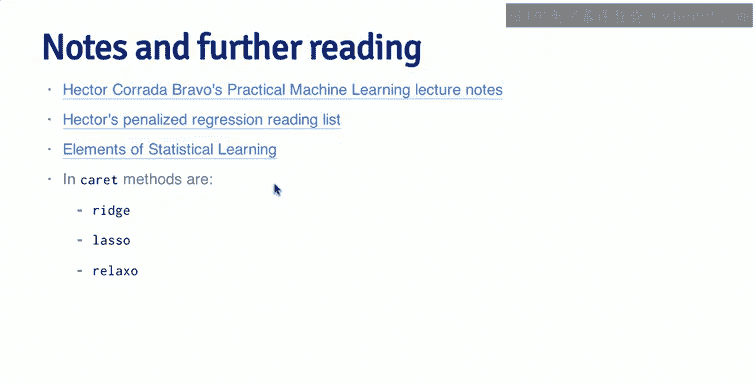 Notes and further reading
· Hector Corrada Bravo's Practical Machine Learning lecture notes
· Hector's penalized regression reading list
· Elements of Statistical Learning
· In caret methods are:
- ridge
- lasso
- relaxo